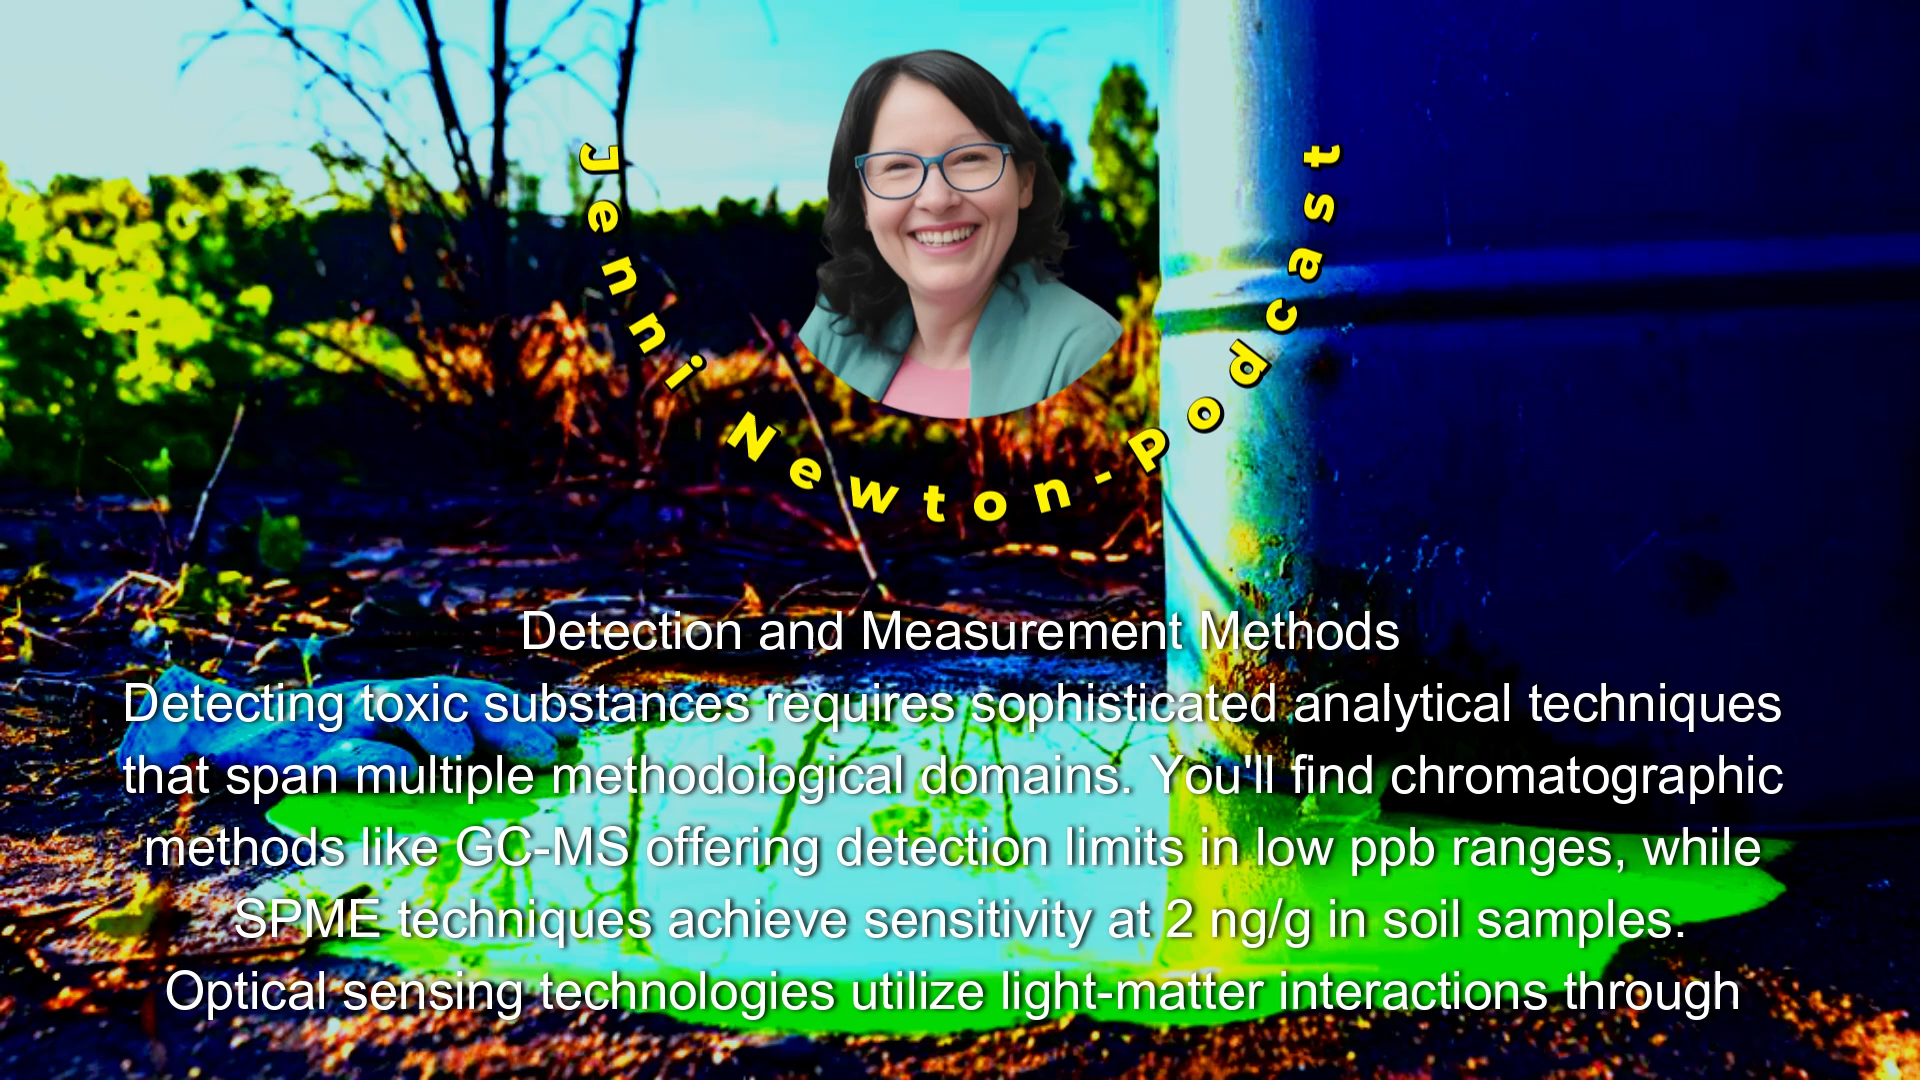 Jenni Newton-Podcast
Detection and Measurement Methods
Detecting toxic substances requires sophisticated analytical techniques
that span multiple methodological domains. You'll find chromatographic
methods like GC-MS offering detection limits in low ppb ranges, while
SPME techniques achieve sensitivity at 2 ng/g in soil samples.
Optical sensing technologies utilize light-matter interactions through